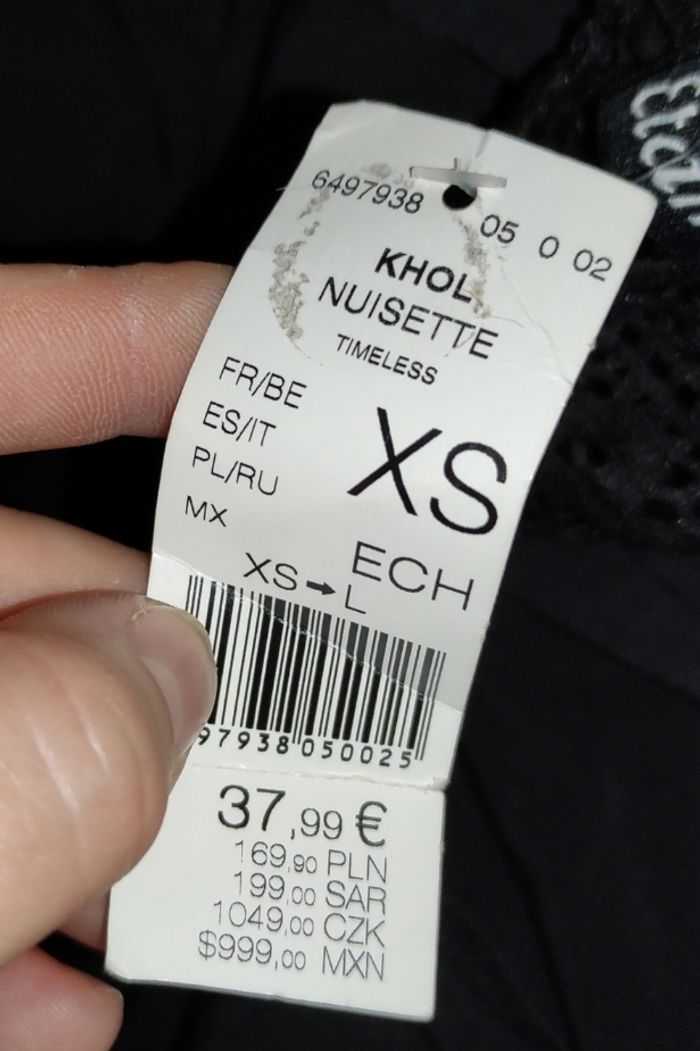 6497938 05 0 02
KHOL
NUISETTE
TIMELESS
FR/BE
ES/IT
PL/RU
MX
XS
ECH
XS→L
97938050025
37,99 €
169,90 PLN
199,00 SAR
1049,00 CZK
$999,00 MXN